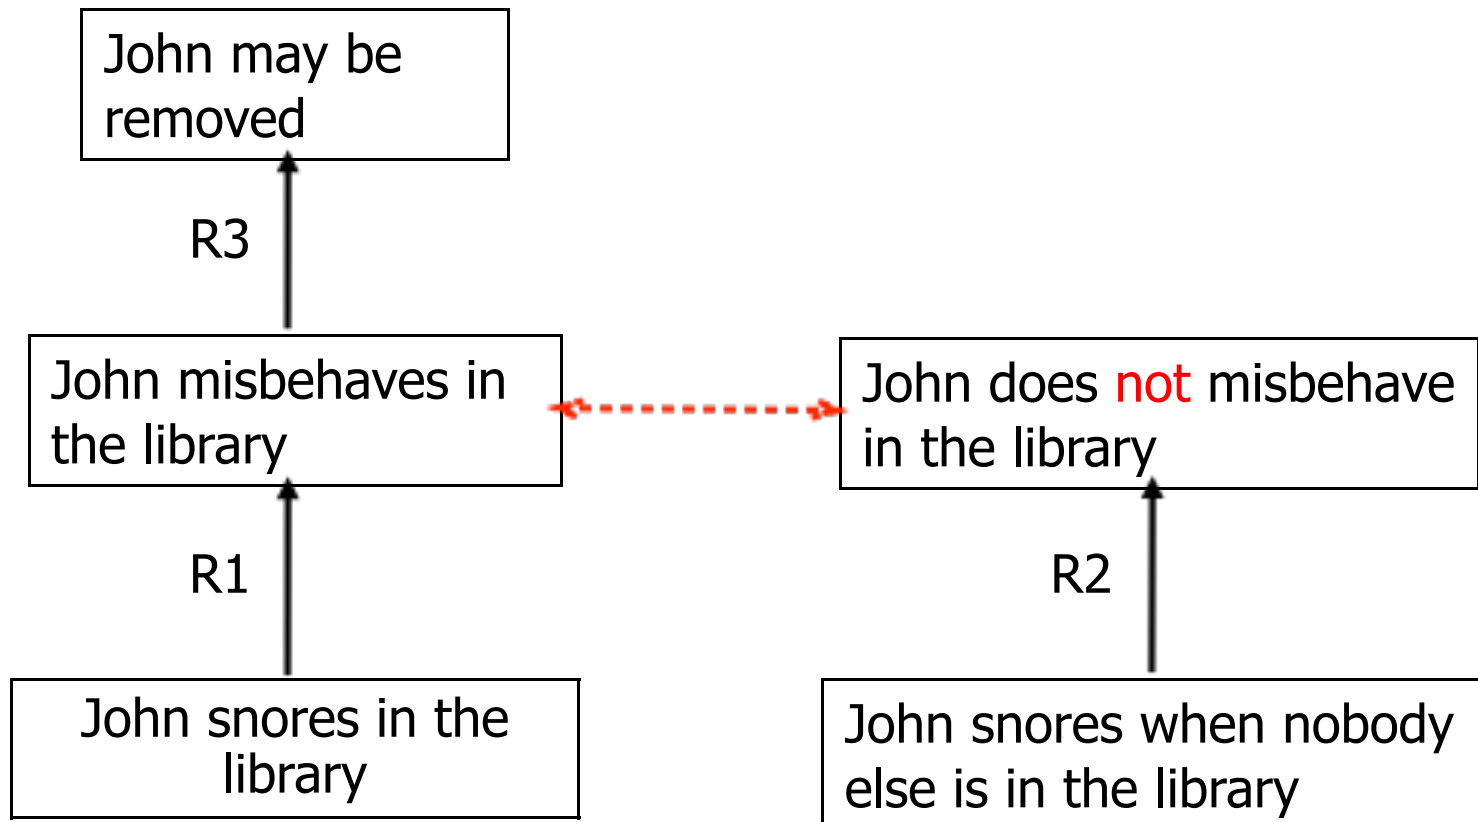 John may be
removed
R3
John misbehaves in
the library
John does not misbehave
in the library
R1
R2
John snores in the
library
John snores when nobody
else is in the library